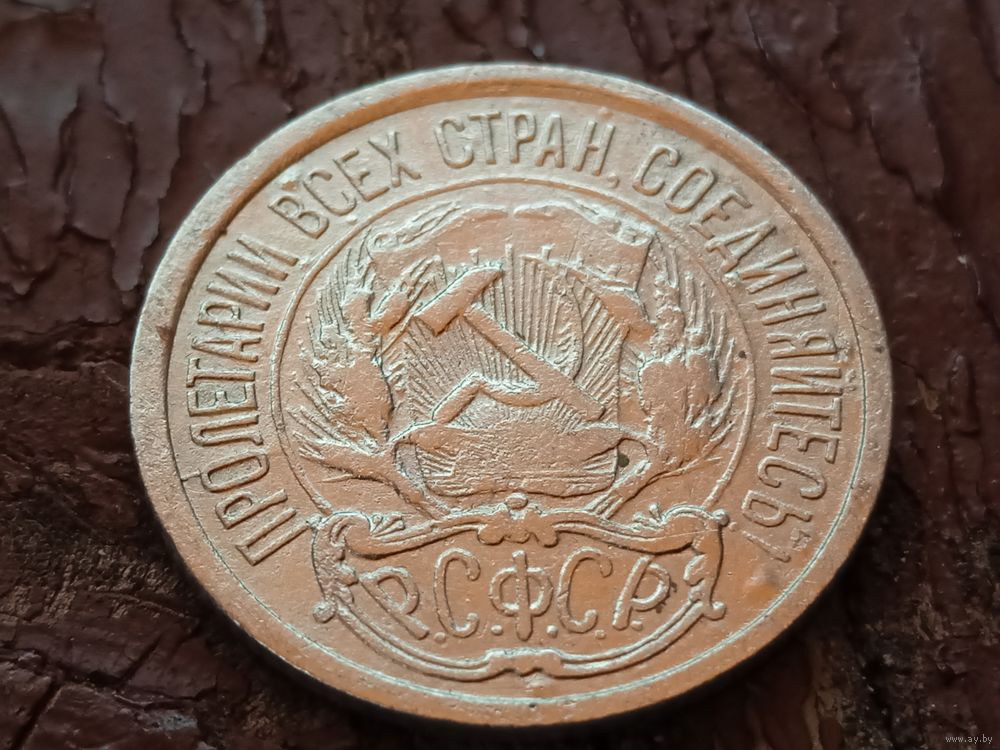 ПРОЛЕТАРИИ ВСЕХ СТРАН, СОЕДИНЯЙТЕСЬ!
Р.С.Ф.С.Р.
www.ay.by